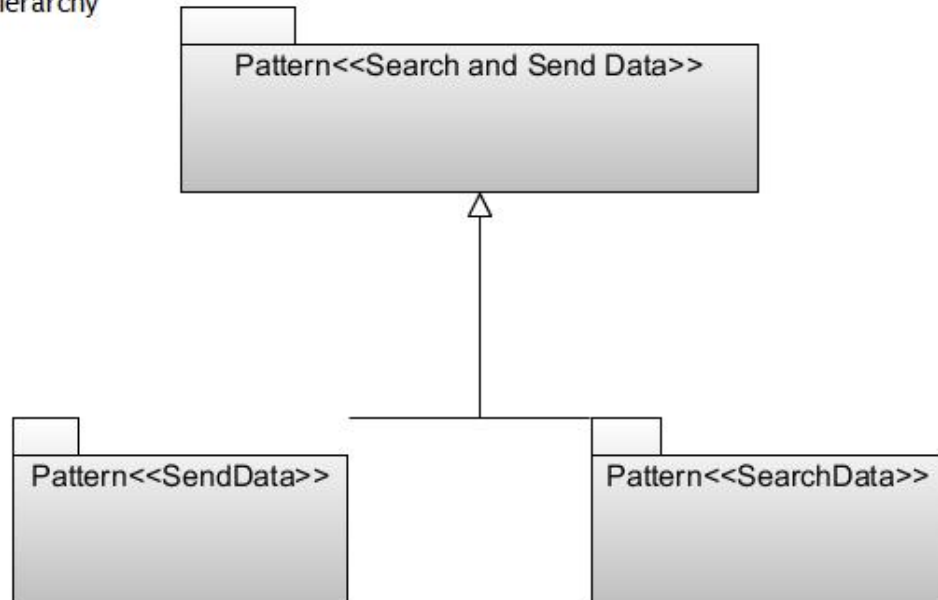 ierarchy
Pattern<<Search and Send Data>>
Pattern<<SendData>>
Pattern<<SearchData>>